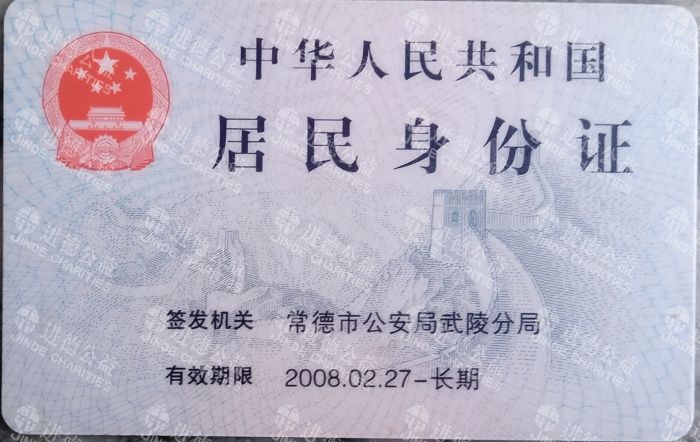 中华人民共和国
居民身份证
签发机关 常德市公安局武陵分局
有效期限 2008.02.27-长期
进德公益
JINDE CHARITIES